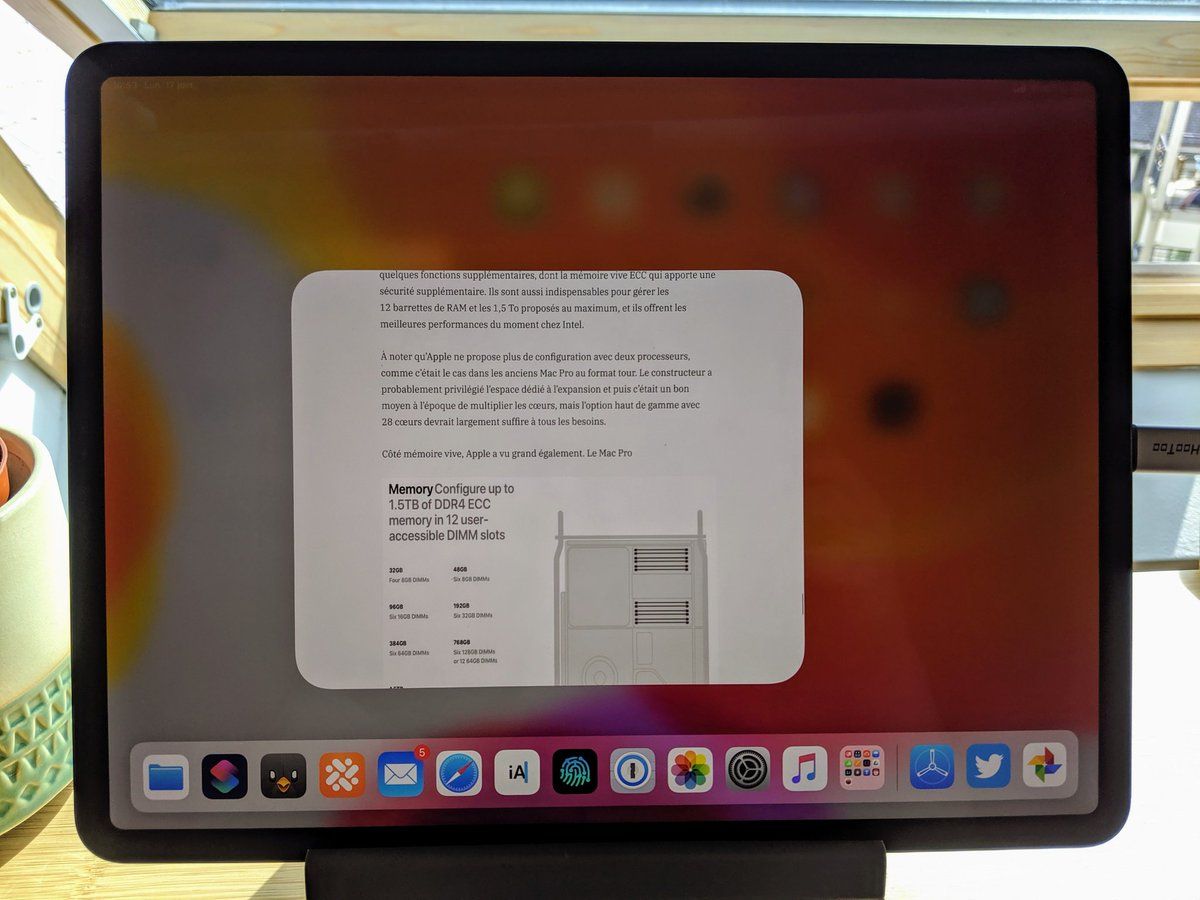 quelques fonctions supplémentaires, dont la mémoire vive ECC qui apporte une
sécurité supplémentaire. Ils sont aussi indispensables pour gérer les
12 barrettes de RAM et les 1,5 To proposés au maximum, et ils offrent les
meilleures performances du moment chez Intel.
À noter qu'Apple ne propose plus de configuration avec deux processeurs,
comme c'était le cas dans les anciens Mac Pro au format tour. Le constructeur a
probablement privilégié l'espace dédié à l'expansion et puis c'était un bon
moyen à l'époque de multiplier les cœurs, mais l'option haut de gamme avec
28 cœurs devrait largement suffire à tous les besoins.
Côté mémoire vive, Apple a vu grand également. Le Mac Pro
Memory Configure up to
1.5TB of DDR4 ECC
memory in 12 user-
accessible DIMM slots
32GB
Four 8GB DIMMs
48GB
Six 8GB DIMMs
96GB
Six 16GB DIMMs
192GB
Six 32GB DIMMs
384GB
Six 64GB DIMMs
768GB
Six 128GB DIMMs
or 12 64GB DIMMs
5
iA
HooToo